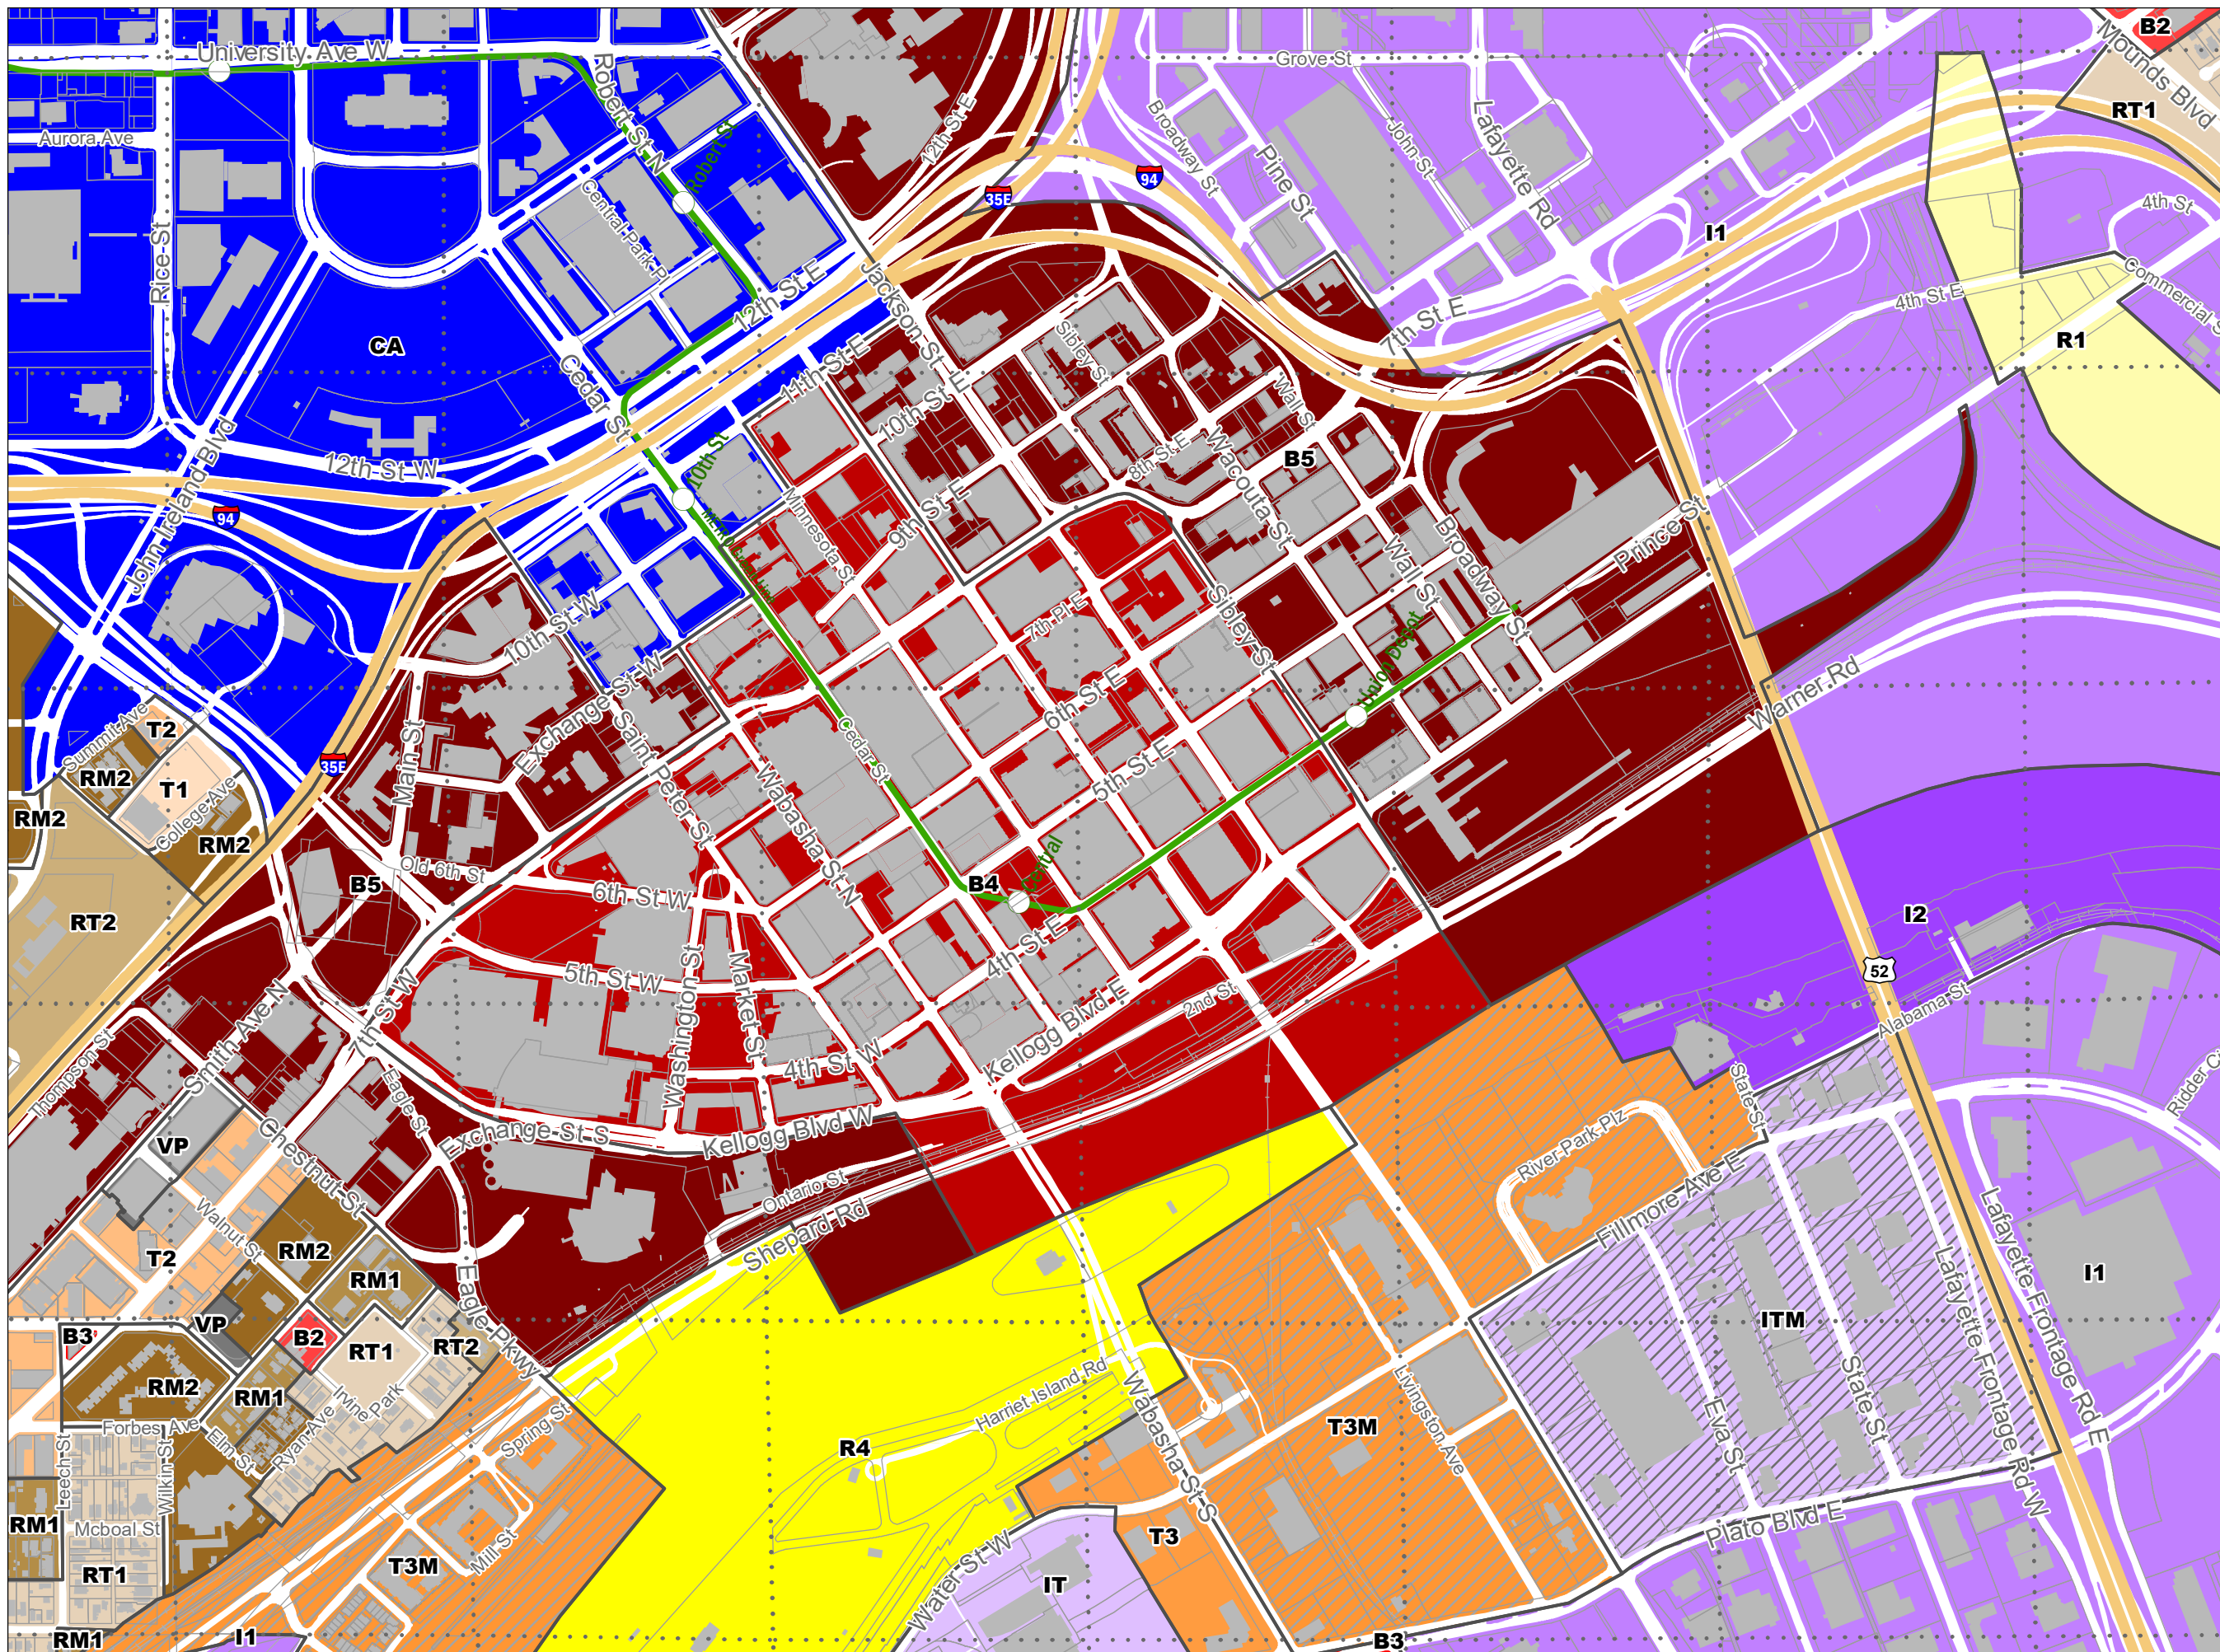 B2
Mounds Blvd
RT1
University Ave W
Robert St N
Grove St
Aurora Ave
12th St E
Broadway St
Pine St
John St
Lafayette Rd
Robert St
94
35E
Central Park Pl
4th St
Rice St
I1
Commercial
Jackson St
12th St E
4th St E
7th St E
R1
CA
Cedar St
11th St E
10th St E
Sibley St
Wall St
John Ireland Blvd
12th St W
10th St
8th St E
B5
Wacouta St
94
Minnesota St
9th St E
Broadway St
Prince St
Wall St
10th St W
7th Pl E
Sibley St
Union Depot
Exchange St W
6th St E
Summit Ave
T2
RM2
T1
College Ave
35E
Main St
Saint Peter St
Cedar St
5th St E
Warner Rd
RM2
RM2
Wabasha St N
Old 6th St
B5
6th St W
B4
Central
RT2
I2
52
5th St W
Washington St
Market St
4th St E
Kellogg Blvd E
2nd St
Alabama St
Smith Ave N
7th St W
Thompson St
4th St W
Eagle St
State St
Ridder
VP
Chestnut St
Exchange St S
Kellogg Blvd W
River Park Plz
Fillmore Ave E
Walnut St
Ontario St
Shepard Rd
T2
RM2
RM1
Lafayette Frontage Rd E
Lafayette Frontage Rd W
I1
Eagle Pkwy
VP
B3
B2
RT1
RT2
ITM
RM2
RM1
Irvine Park
Harriet Island Rd
Livingston Ave
Eva St
State St
Wabasha St S
Forbes Ave
Elm St
Ryan Ave
Spring St
R4
T3M
Leech St
Wilkin St
RM1
Mcboal St
T3M
Mill St
Water St W
T3
Plato Blvd E
RT1
IT
RM1
I1
B3